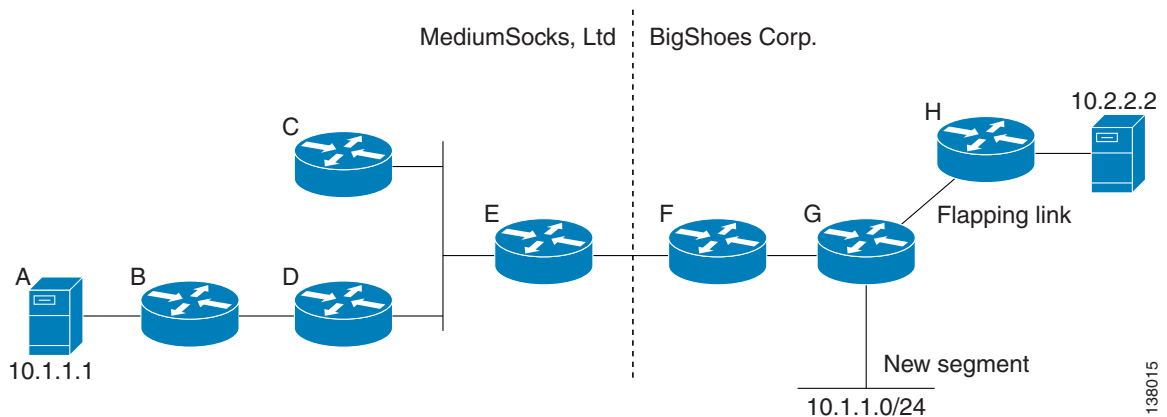 MediumSocks, Ltd
BigShoes Corp.
10.2.2.2
H
C
Flapping link
E
F
G
A
B
D
10.1.1.1
New segment
10.1.1.0/24
138015